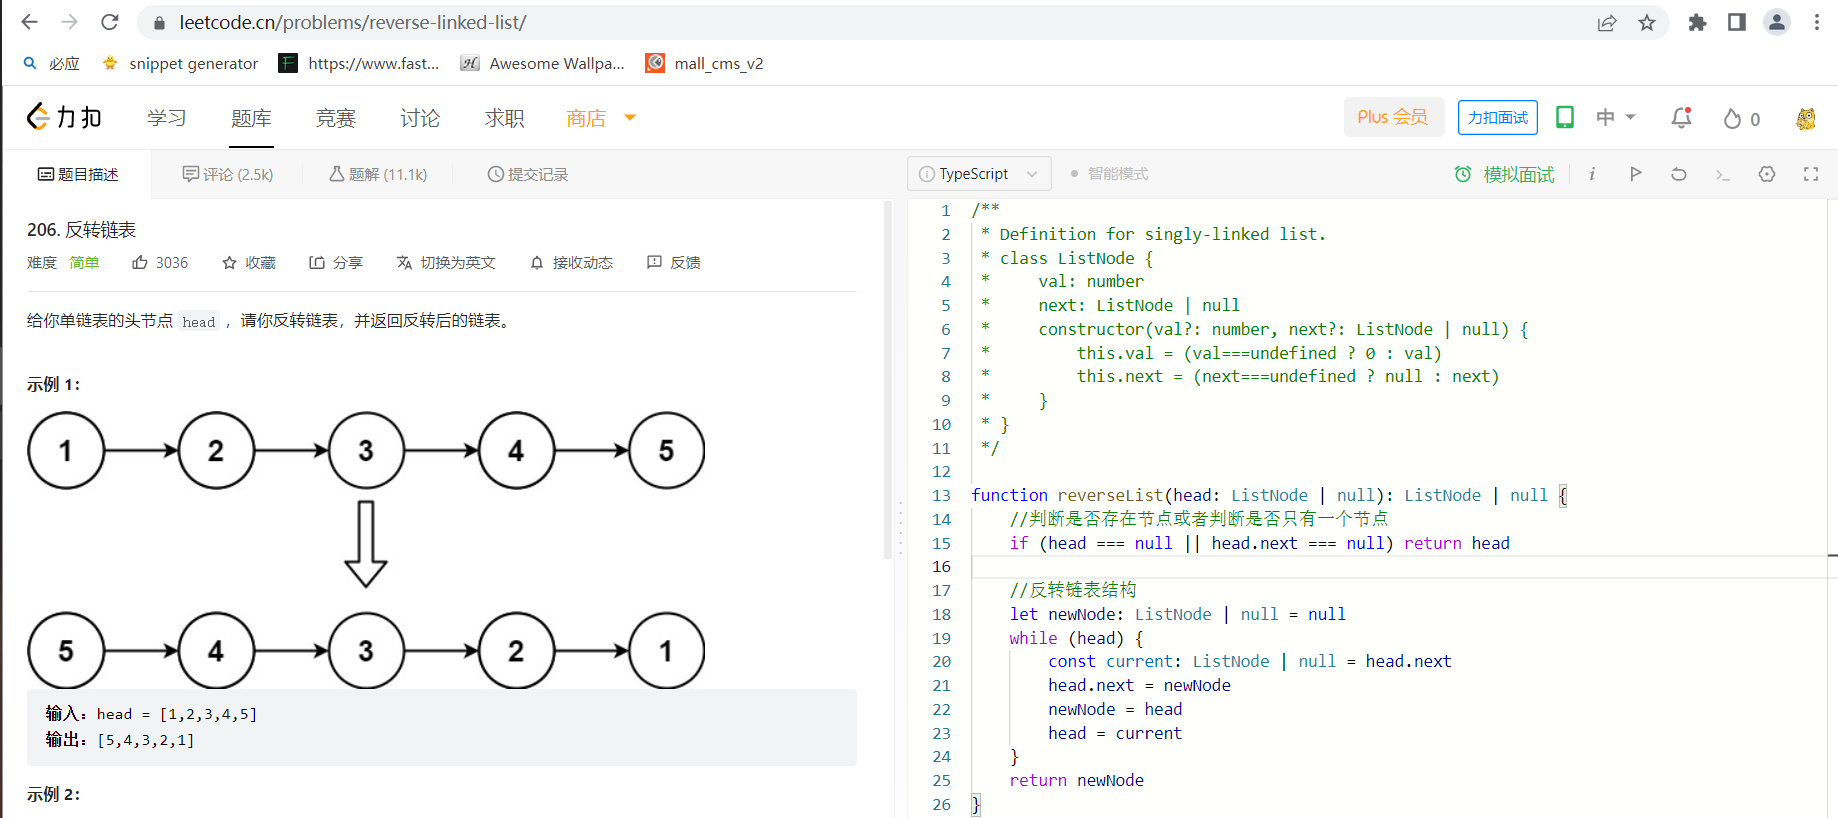 leetcode.cn/problems/reverse-linked-list/
必应 snippet generator F https://www.fast... H Awesome Wallpa... mall_cms_v2
力扣 学习 题库 竞赛 讨论 求职 商店 Plus 会员 力扣面试 中 0
题目描述 评论 (2.5k) 题解 (11.1k) 提交记录 TypeScript 智能模式 模拟面试
206. 反转链表
难度 简单 3036 收藏 分享 切换为英文 接收动态 反馈
给你单链表的头节点 head ，请你反转链表，并返回反转后的链表。
示例 1：
1 2 3 4 5
5 4 3 2 1
输入：head = [1,2,3,4,5]
输出：[5,4,3,2,1]
示例 2：
1 /**
2 * Definition for singly-linked list.
3 * class ListNode {
4 *     val: number
5 *     next: ListNode | null
6 *     constructor(val?: number, next?: ListNode | null) {
7 *         this.val = (val===undefined ? 0 : val)
8 *         this.next = (next===undefined ? null : next)
9 *     }
10 * }
11 */
12
13 function reverseList(head: ListNode | null): ListNode | null {
14     //判断是否存在节点或者判断是否只有一个节点
15     if (head === null || head.next === null) return head
16
17     //反转链表结构
18     let newNode: ListNode | null = null
19     while (head) {
20         const current: ListNode | null = head.next
21         head.next = newNode
22         newNode = head
23         head = current
24     }
25     return newNode
26 }